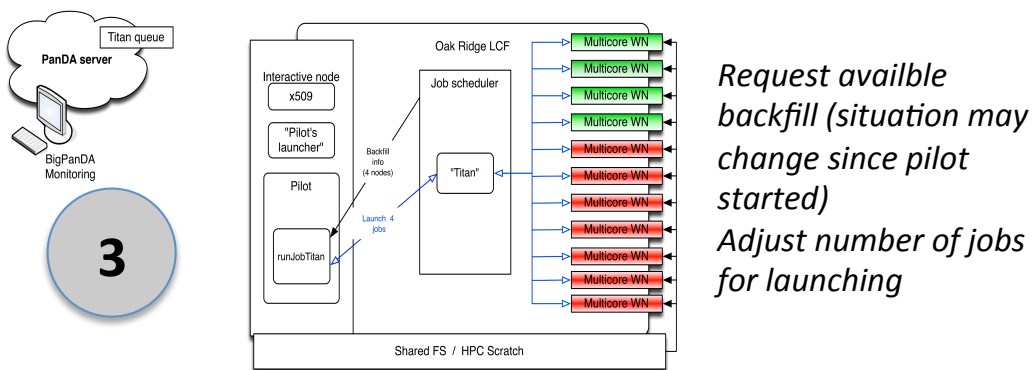 Titan queue
PanDA server
BigPanDA
Monitoring
3
Oak Ridge LCF
Interactive node
x509
"Pilot's
launcher"
Pilot
runJobTitan
Backfill
info
(4 nodes)
Launch 4
jobs
Job scheduler
"Titan"
Multicore WN
Multicore WN
Multicore WN
Multicore WN
Multicore WN
Multicore WN
Multicore WN
Multicore WN
Multicore WN
Multicore WN
Multicore WN
Shared FS / HPC Scratch
Request availble
backfill (situation may
change since pilot
started)
Adjust number of jobs
for launching